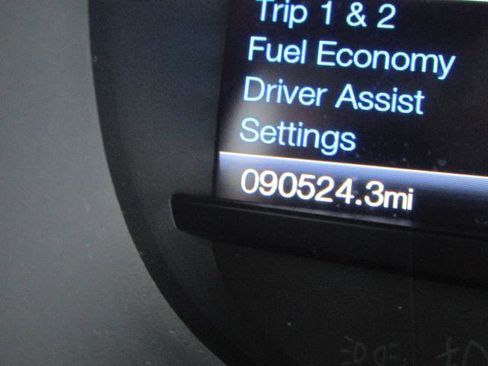 Trip 1 & 2
Fuel Economy
Driver Assist
Settings
090524.3mi